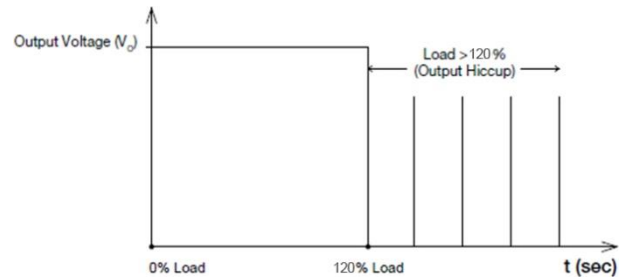 Output Voltage (Vo)
Load >120%
(Output Hiccup)
0% Load
120% Load
t (sec)